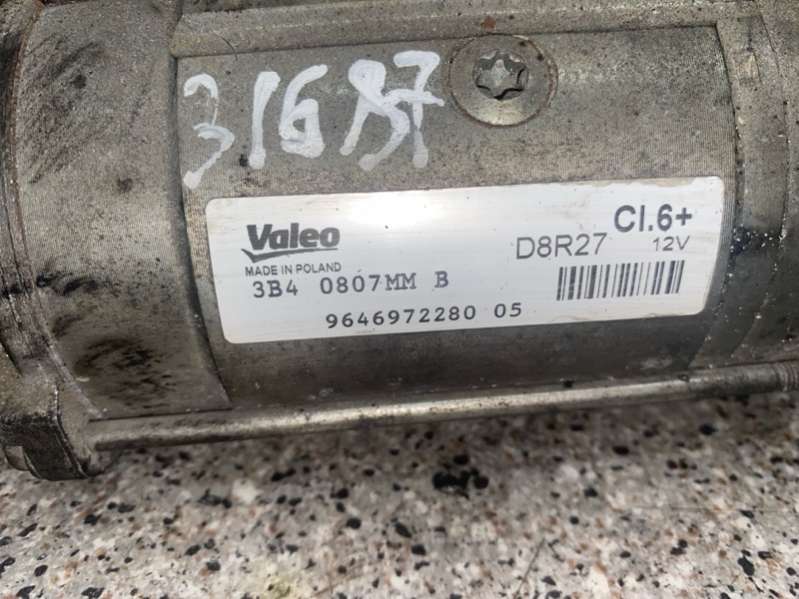 31687
Valeo
MADE IN POLAND
3B4 0807MM B
D8R27
Cl.6+
12V
9646972280 05